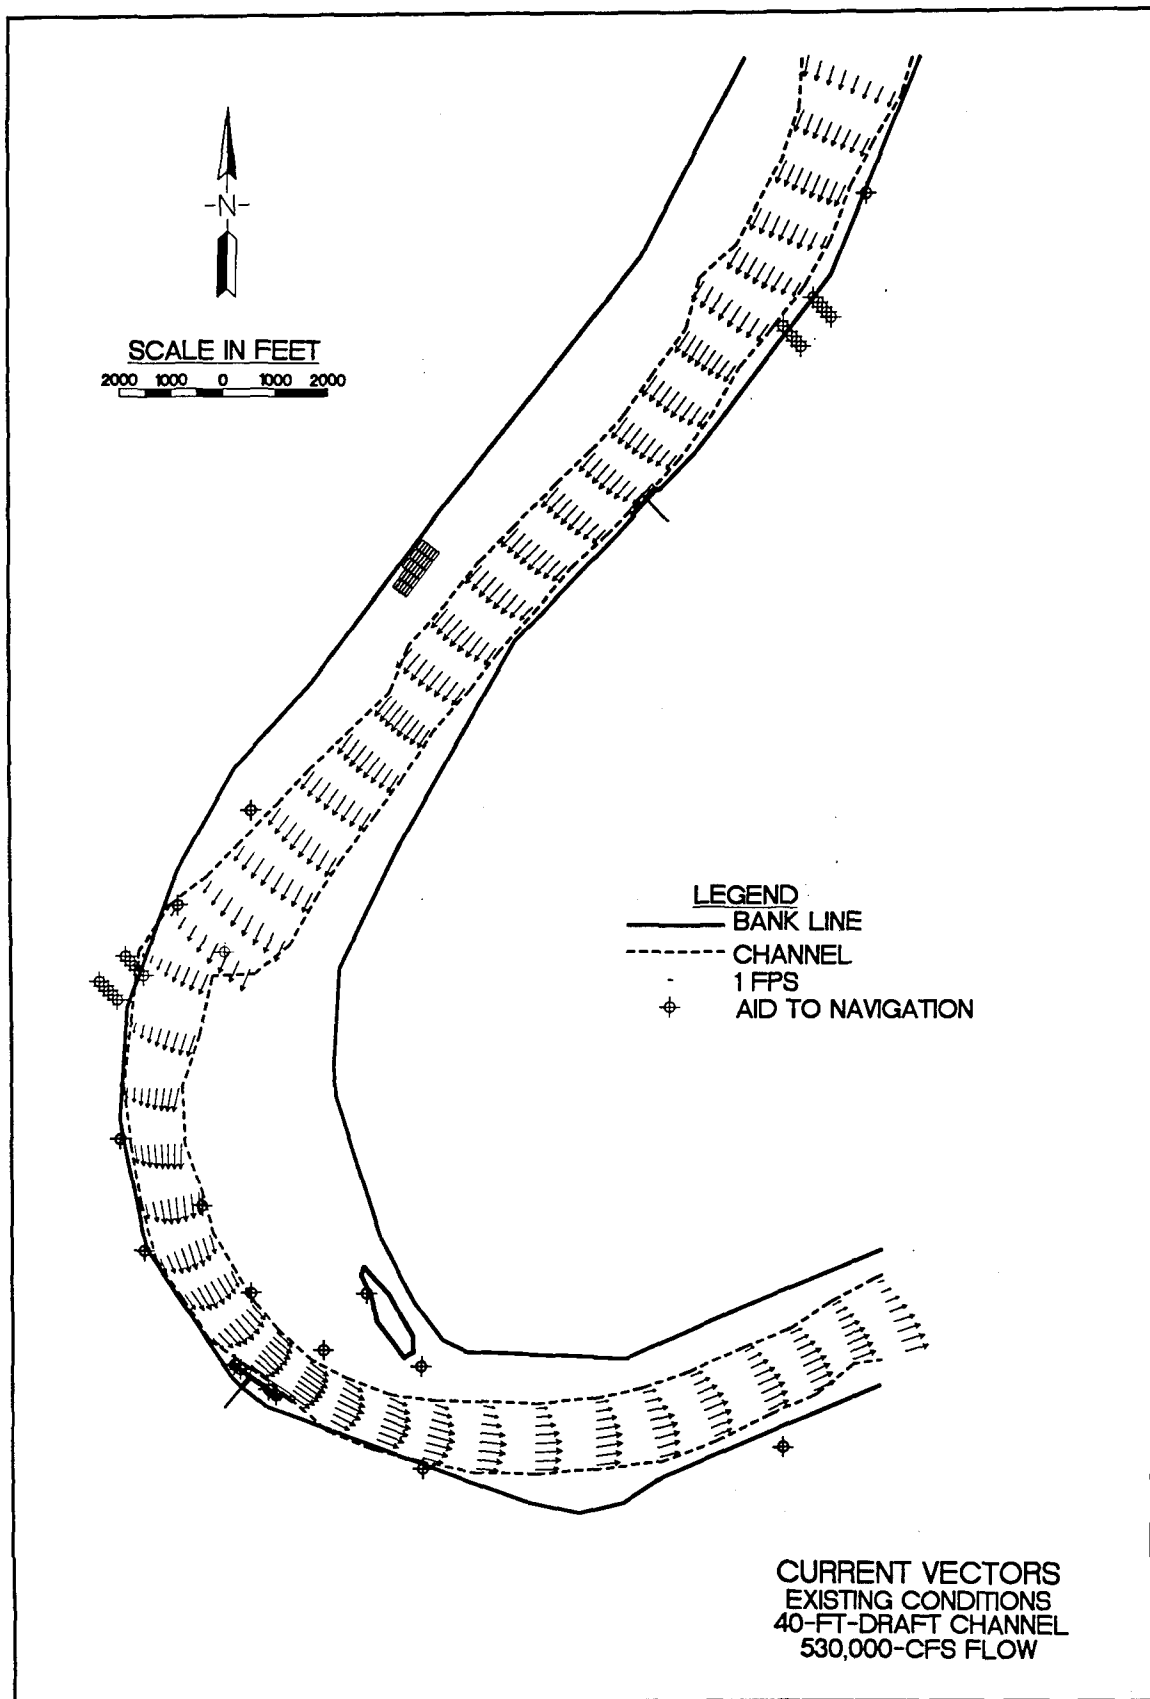 N
SCALE IN FEET
2000 1000 0 1000 2000
LEGEND
BANK LINE
CHANNEL
1 FPS
AID TO NAVIGATION
CURRENT VECTORS
EXISTING CONDITIONS
40-FT-DRAFT CHANNEL
530,000-CFS FLOW